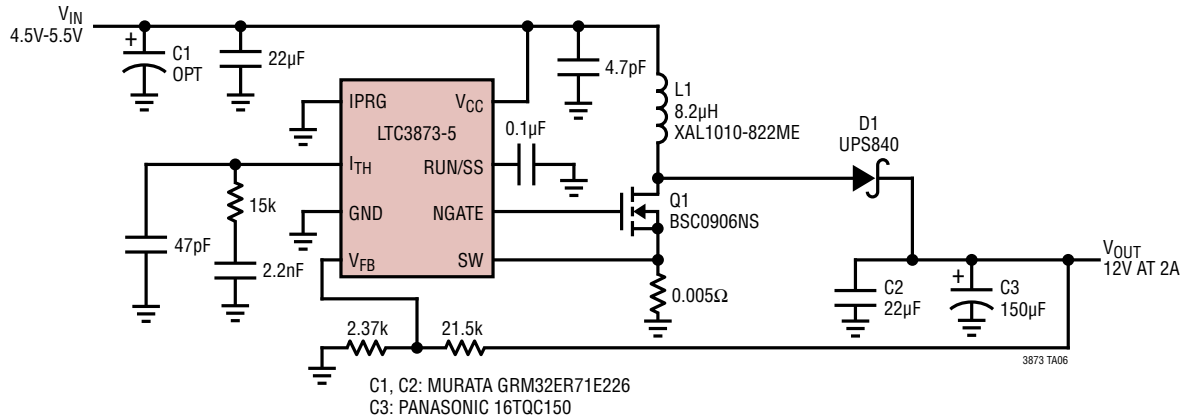 VIN
4.5V-5.5V
+
C1
OPT
22µF
4.7pF
L1
8.2µH
XAL1010-822ME
IPRG
VCC
LTC3873-5
0.1µF
D1
UPS840
ITH
RUN/SS
15k
Q1
BSC0906NS
GND
NGATE
47pF
2.2nF
VFB
SW
VOUT
12V AT 2A
0.005Ω
C2
22µF
+
C3
150µF
2.37k
21.5k
3873 TA06
C1, C2: MURATA GRM32ER71E226
C3: PANASONIC 16TQC150